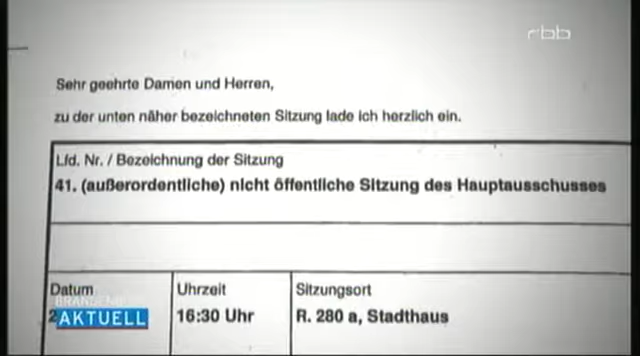 rbb
Sehr geehrte Damen und Herren,
zu der unten näher bezeichneten Sitzung lade ich herzlich ein.
Lfd. Nr. / Bezeichnung der Sitzung
41. (außerordentliche) nicht öffentliche Sitzung des Hauptausschusses
Datum Uhrzeit Sitzungsort
2 16:30 Uhr R. 280 a, Stadthaus
AKTUELL